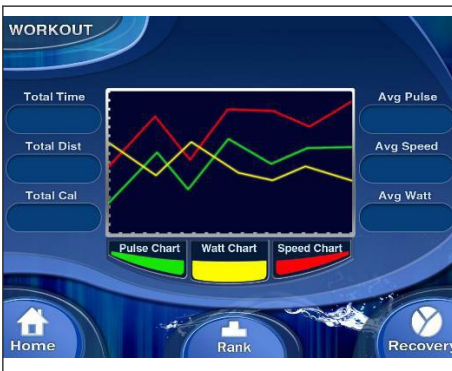 WORKOUT
Total Time
Avg Pulse
Total Dist
Avg Speed
Total Cal
Avg Watt
Pulse Chart
Watt Chart
Speed Chart
Home
Rank
Recovery